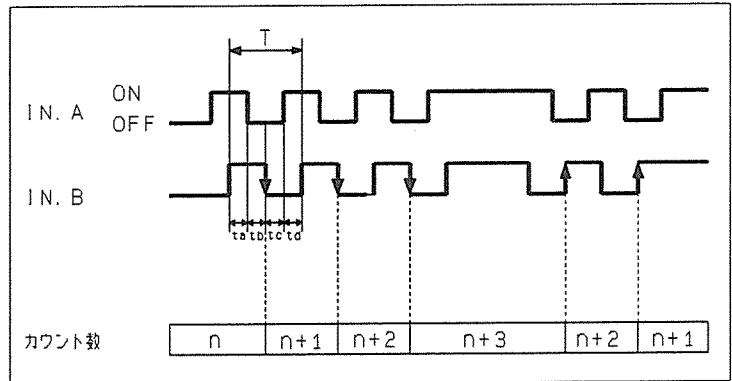 T
IN. A ON
OFF
IN. B
ta tb tc td
カウント数 n n+1 n+2 n+3 n+2 n+1